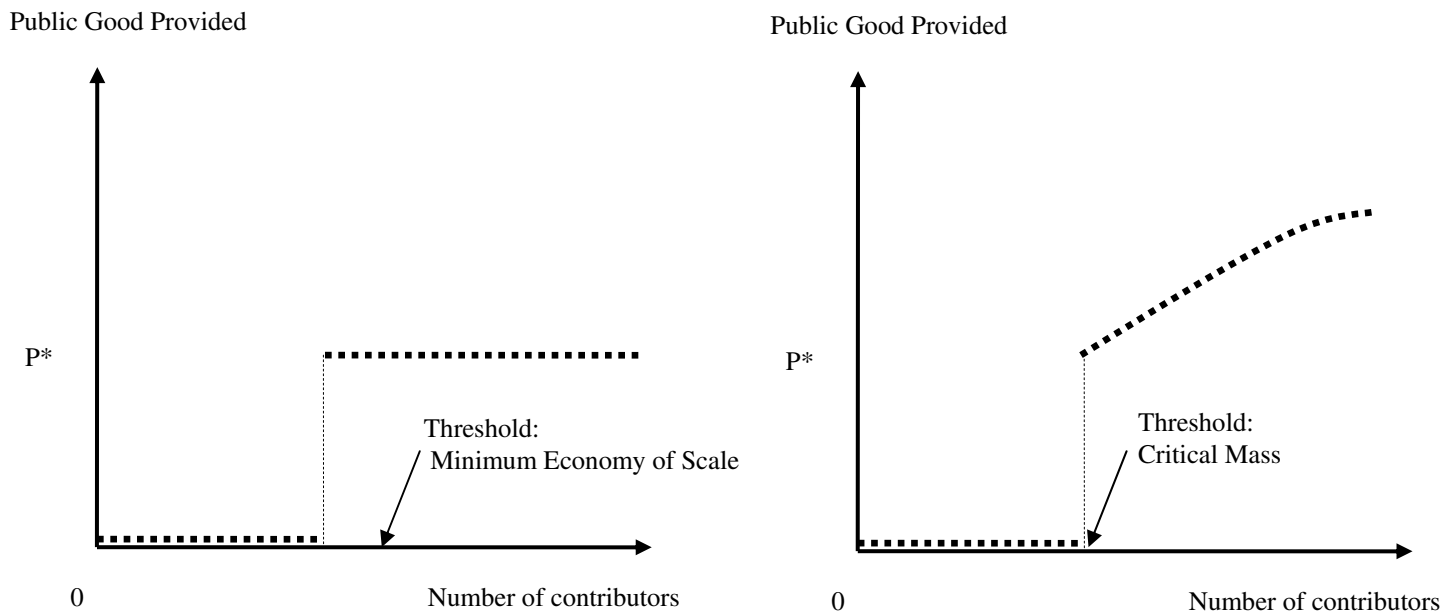 Public Good Provided
P*
Threshold:
Minimum Economy of Scale
0
Number of contributors
Public Good Provided
P*
Threshold:
Critical Mass
0
Number of contributors